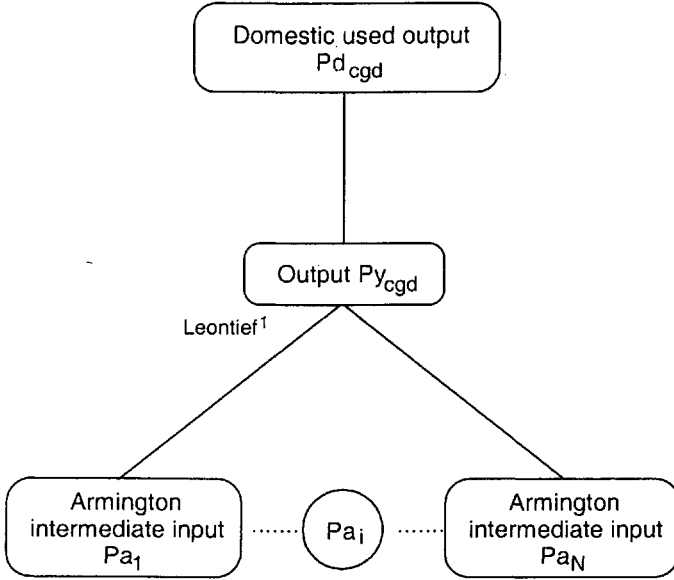 Domestic used output
Pd_cgd
Output Py_cgd
Leontief¹
Armington
intermediate input
Pa₁
Pa_i
Armington
intermediate input
Pa_N